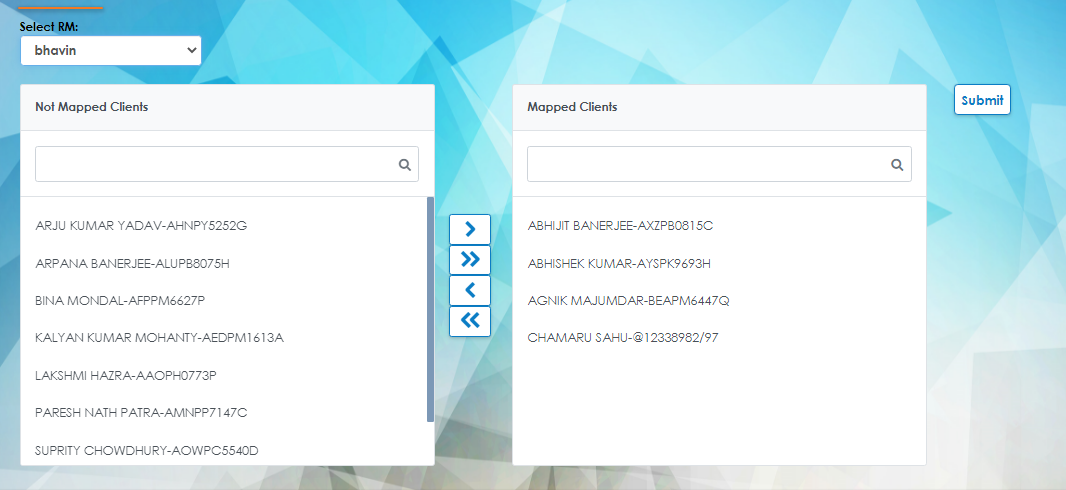 Select RM:
bhavin
Not Mapped Clients
Mapped Clients
Submit
ARJU KUMAR YADAV-AHNPY5252G
ARPANA BANERJEE-ALUPB8075H
BINA MONDAL-AFPPM6627P
KALYAN KUMAR MOHANTY-AEDPM1613A
LAKSHMI HAZRA-AAOPH0773P
PARESH NATH PATRA-AMNPP7147C
SUPRITY CHOWDHURY-AOWPC5540D
ABHIJIT BANERJEE-AXZPB0815C
ABHISHEK KUMAR-AYSPK9693H
AGNIK MAJUMDAR-BEAPM6447Q
CHAMARU SAHU-@12338982/97